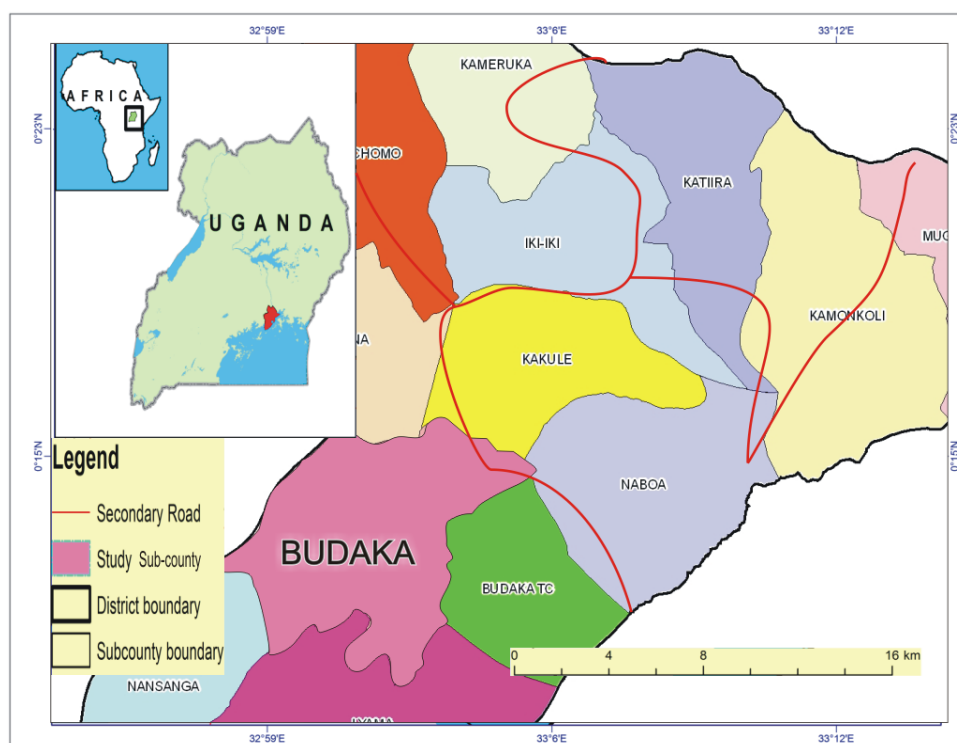 32°59'E 33°6'E 33°12'E
AFRICA
UGANDA
0°23'N
0°23'N
KAMERUKA
CHOMO
KATIIRA
IKI-IKI
MUG
KAMONKOLI
NA
KAKULE
0°15'N
0°15'N
Legend
Secondary Road
Study Sub-county
District boundary
Subcounty boundary
NABOA
BUDAKA
BUDAKA TC
0 4 8 16 km
NANSANGA
32°59'E 33°6'E 33°12'E